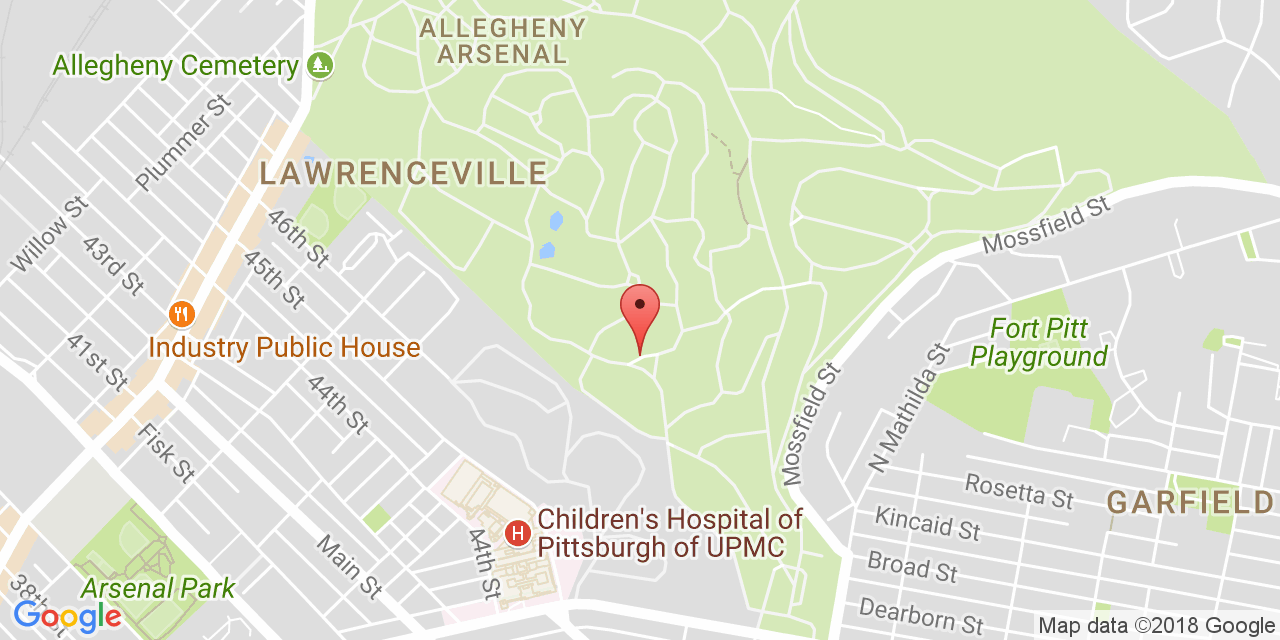 ALLEGHENY
ARSENAL
Allegheny Cemetery
Plummer St
LAWRENCEVILLE
Willow St
46th St
43rd St
45th St
Mossfield St
Industry Public House
Fort Pitt
Playground
41st St
44th St
N Mathilda St
Mossfield St
Fisk St
Rosetta St
GARFIELD
Children's Hospital of
Pittsburgh of UPMC
Kincaid St
44th St
Main St
Broad St
Arsenal Park
38th St
Dearborn St
Google
Map data ©2018 Google